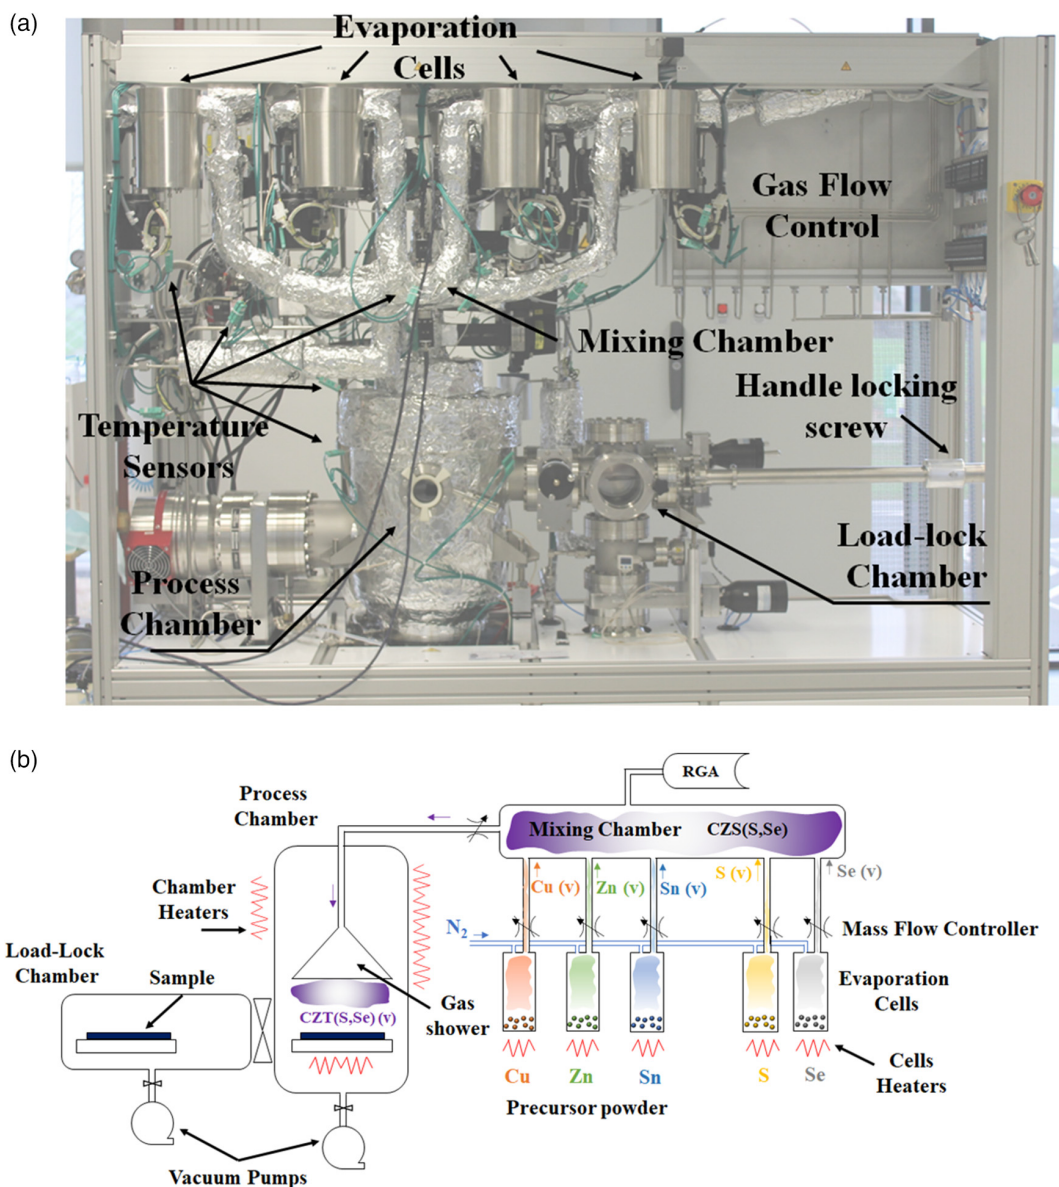 (a)
Evaporation
Cells
Gas Flow
Control
Mixing Chamber
Handle locking
screw
Temperature
Sensors
Load-lock
Chamber
Process
Chamber
(b)
RGA
Process
Chamber
Mixing Chamber CZS(S,Se)
Chamber
Heaters
Cu (v) Zn (v) Sn (v) S (v) Se (v)
N2
Mass Flow Controller
Load-Lock
Chamber
Sample
Evaporation
Cells
Gas
shower
CZT(S,Se) (v)
Cells
Heaters
Cu Zn Sn S Se
Precursor powder
Vacuum Pumps